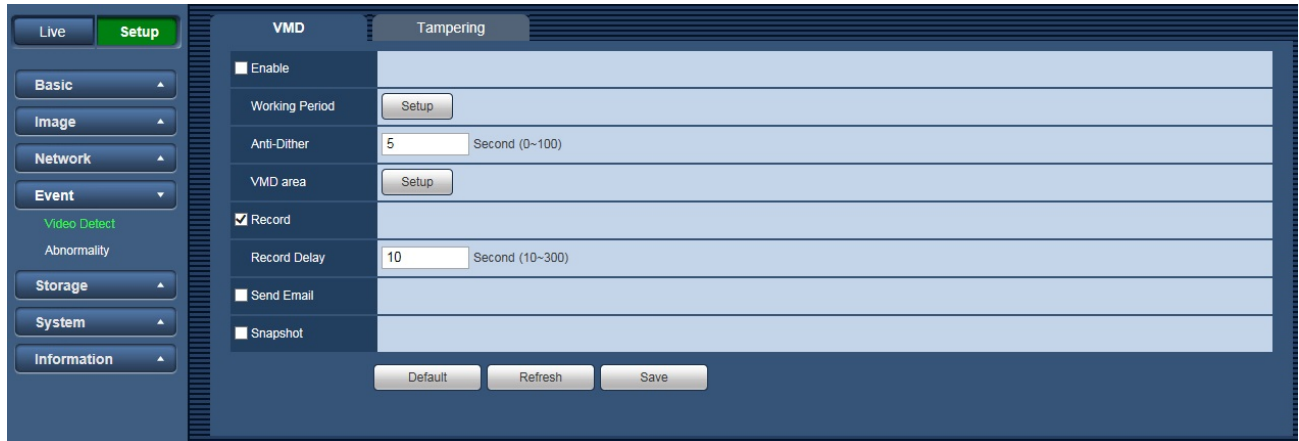 Live Setup
Basic
Image
Network
Event
Video Detect
Abnormality
Storage
System
Information
VMD Tampering
Enable
Working Period Setup
Anti-Dither 5 Second (0~100)
VMD area Setup
Record
Record Delay 10 Second (10~300)
Send Email
Snapshot
Default Refresh Save